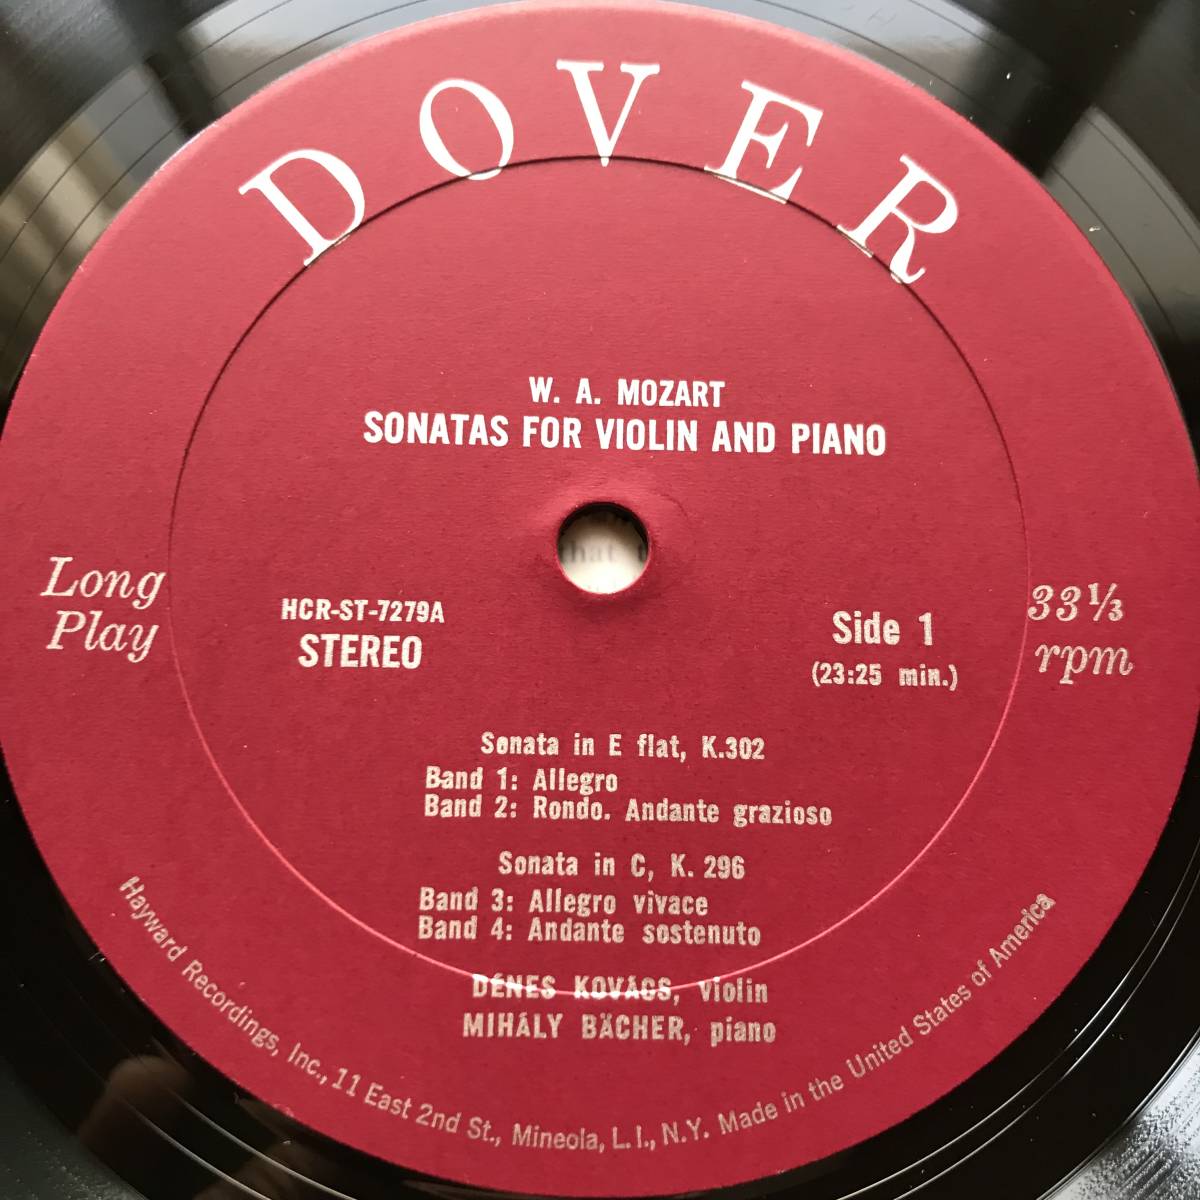 DOVER
W. A. MOZART
SONATAS FOR VIOLIN AND PIANO
that
Long
Play
HCR-ST-7279A
STEREO
Side 1
(23:25 min.)
33⅓
rpm
Sonata in E flat, K.302
Band 1: Allegro
Band 2: Rondo. Andante grazioso
Sonata in C, K. 296
Band 3: Allegro vivace
Band 4: Andante sostenuto
DÉNES KOVÁCS, violin
MIHÁLY BÄCHER, piano
Hayward Recordings, Inc., 11 East 2nd St., Mineola, L.I., N.Y. Made in the United States of America